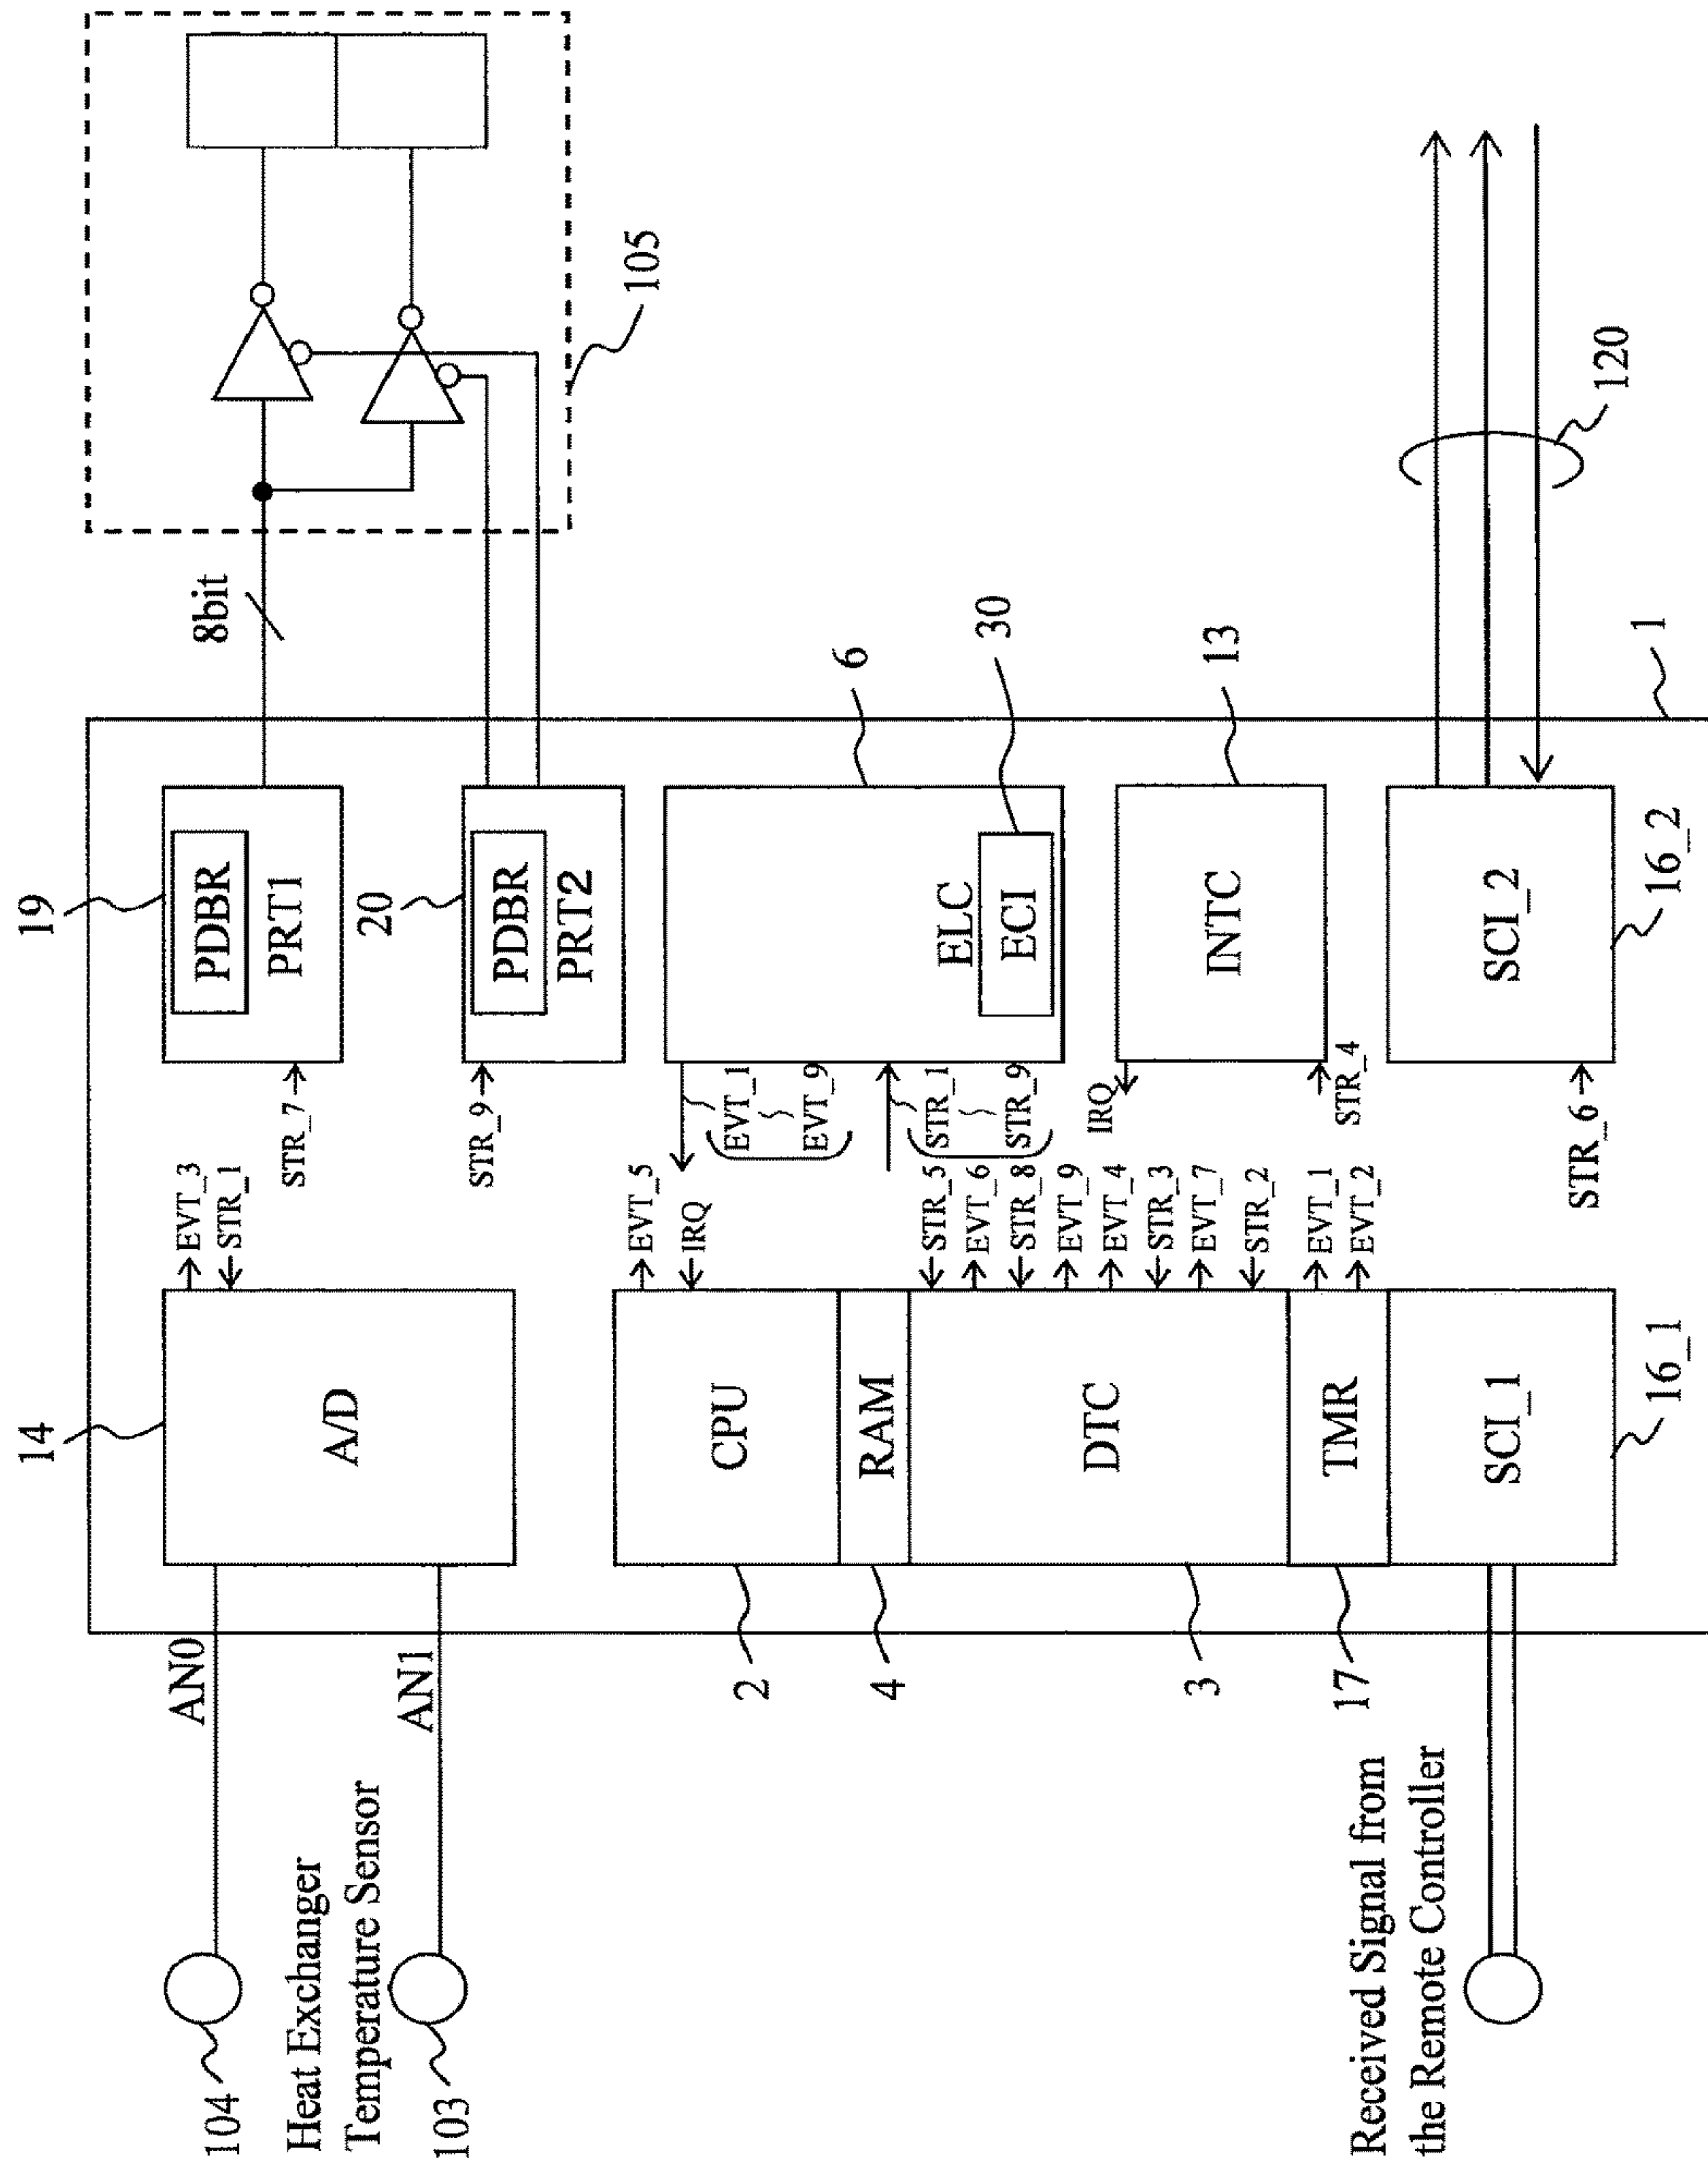 104
AN0
14
A/D
EVT_3
STR_1
19
PDBR
PRT1
STR_7
8bit
105
Heat Exchanger
Temperature Sensor
103
AN1
20
PDBR
PRT2
STR_9
2
CPU
EVT_5
IRQ
4
RAM
3
DTC
STR_5
EVT_6
STR_8
EVT_9
EVT_4
STR_3
EVT_7
STR_2
17
TMR
EVT_1
EVT_2
EVT_1
EVT_9
STR_1
STR_9
ELC
ECI
6
30
IRQ
STR_4
INTC
13
Received Signal from
the Remote Controller
SCI_1
16_1
STR_6
SCI_2
16_2
1
120